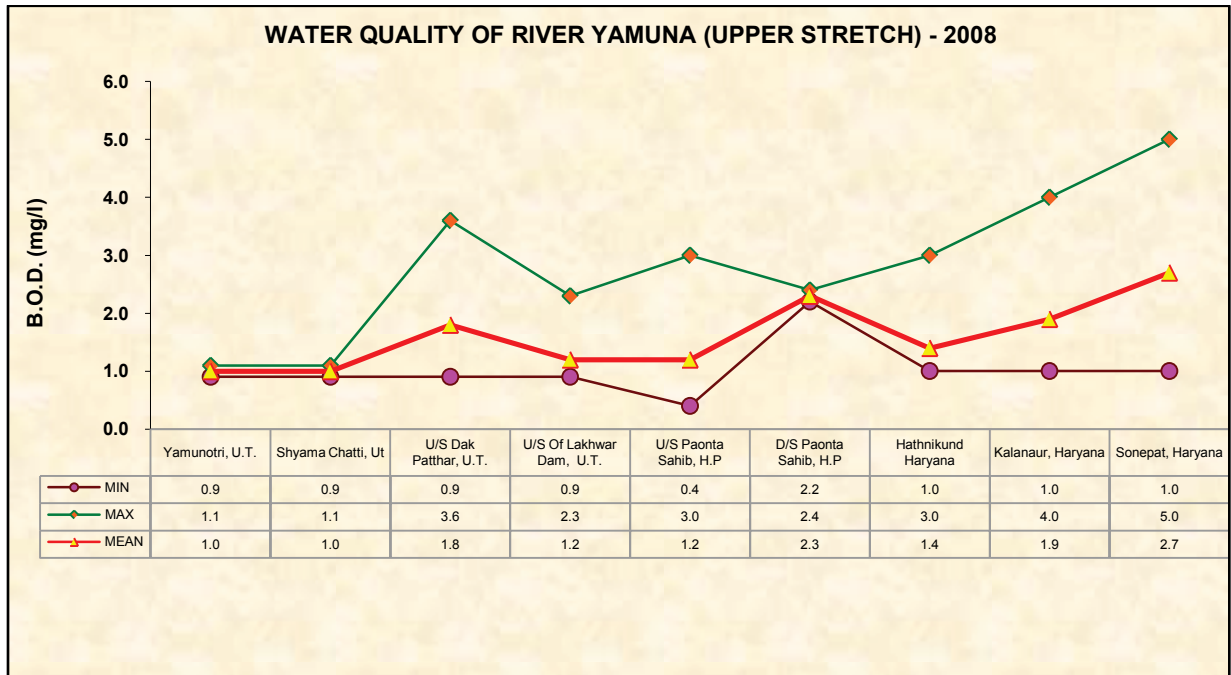 WATER QUALITY OF RIVER YAMUNA (UPPER STRETCH) - 2008
B.O.D. (mg/l)
6.0
5.0
4.0
3.0
2.0
1.0
0.0
Yamunotri, U.T. Shyama Chatti, Ut U/S Dak Patthar, U.T. U/S Of Lakhwar Dam, U.T. U/S Paonta Sahib, H.P D/S Paonta Sahib, H.P Hathnikund Haryana Kalanaur, Haryana Sonepat, Haryana
MIN 0.9 0.9 0.9 0.9 0.4 2.2 1.0 1.0 1.0
MAX 1.1 1.1 3.6 2.3 3.0 2.4 3.0 4.0 5.0
MEAN 1.0 1.0 1.8 1.2 1.2 2.3 1.4 1.9 2.7